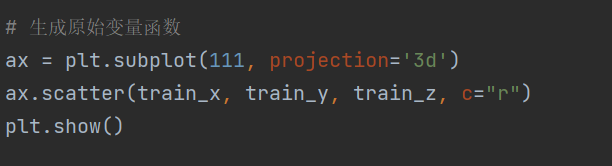 # 生成原始变量函数
ax = plt.subplot(111, projection='3d')
ax.scatter(train_x, train_y, train_z, c="r")
plt.show()